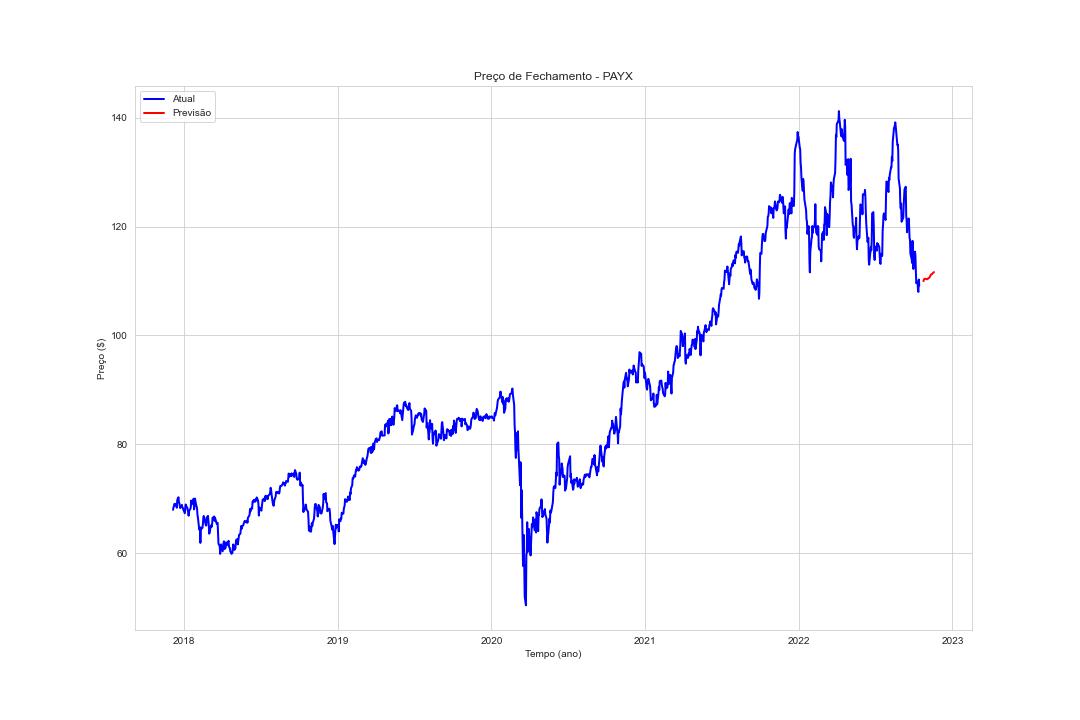 Preço de Fechamento - PAYX
Atual
Previsão
140
120
100
80
60
Preço ($)
2018 2019 2020 2021 2022 2023
Tempo (ano)